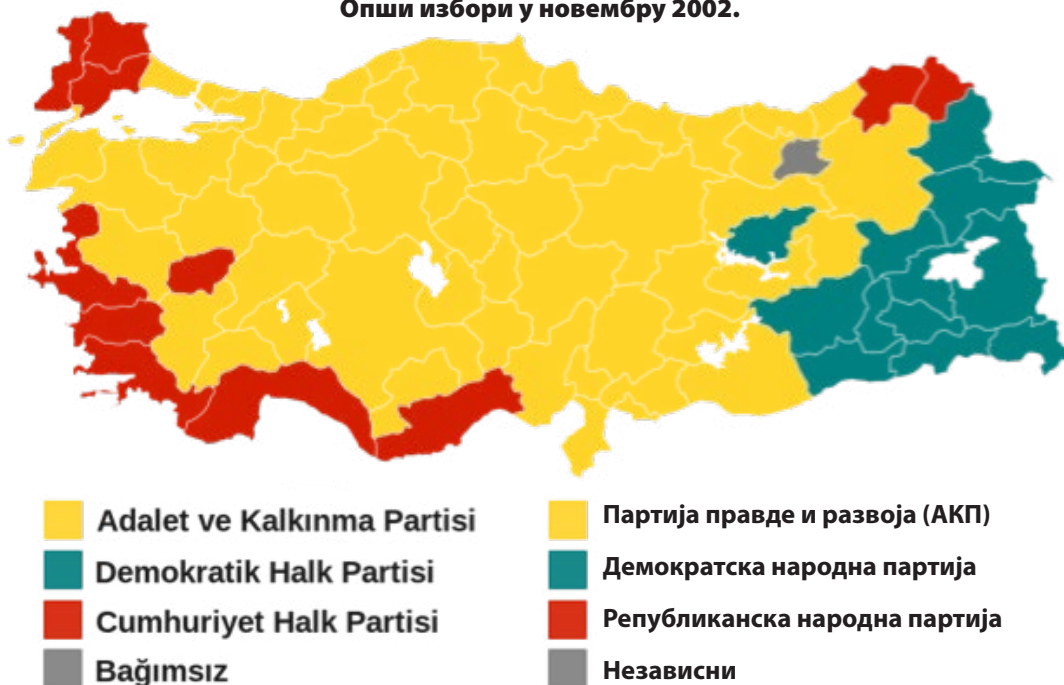 Општи избори у новембру 2002.
Adalet ve Kalkınma Partisi
Партија правде и развоја (АКП)
Demokratik Halk Partisi
Демократска народна партија
Cumhuriyet Halk Partisi
Републиканска народна партија
Bağımsız
Независни